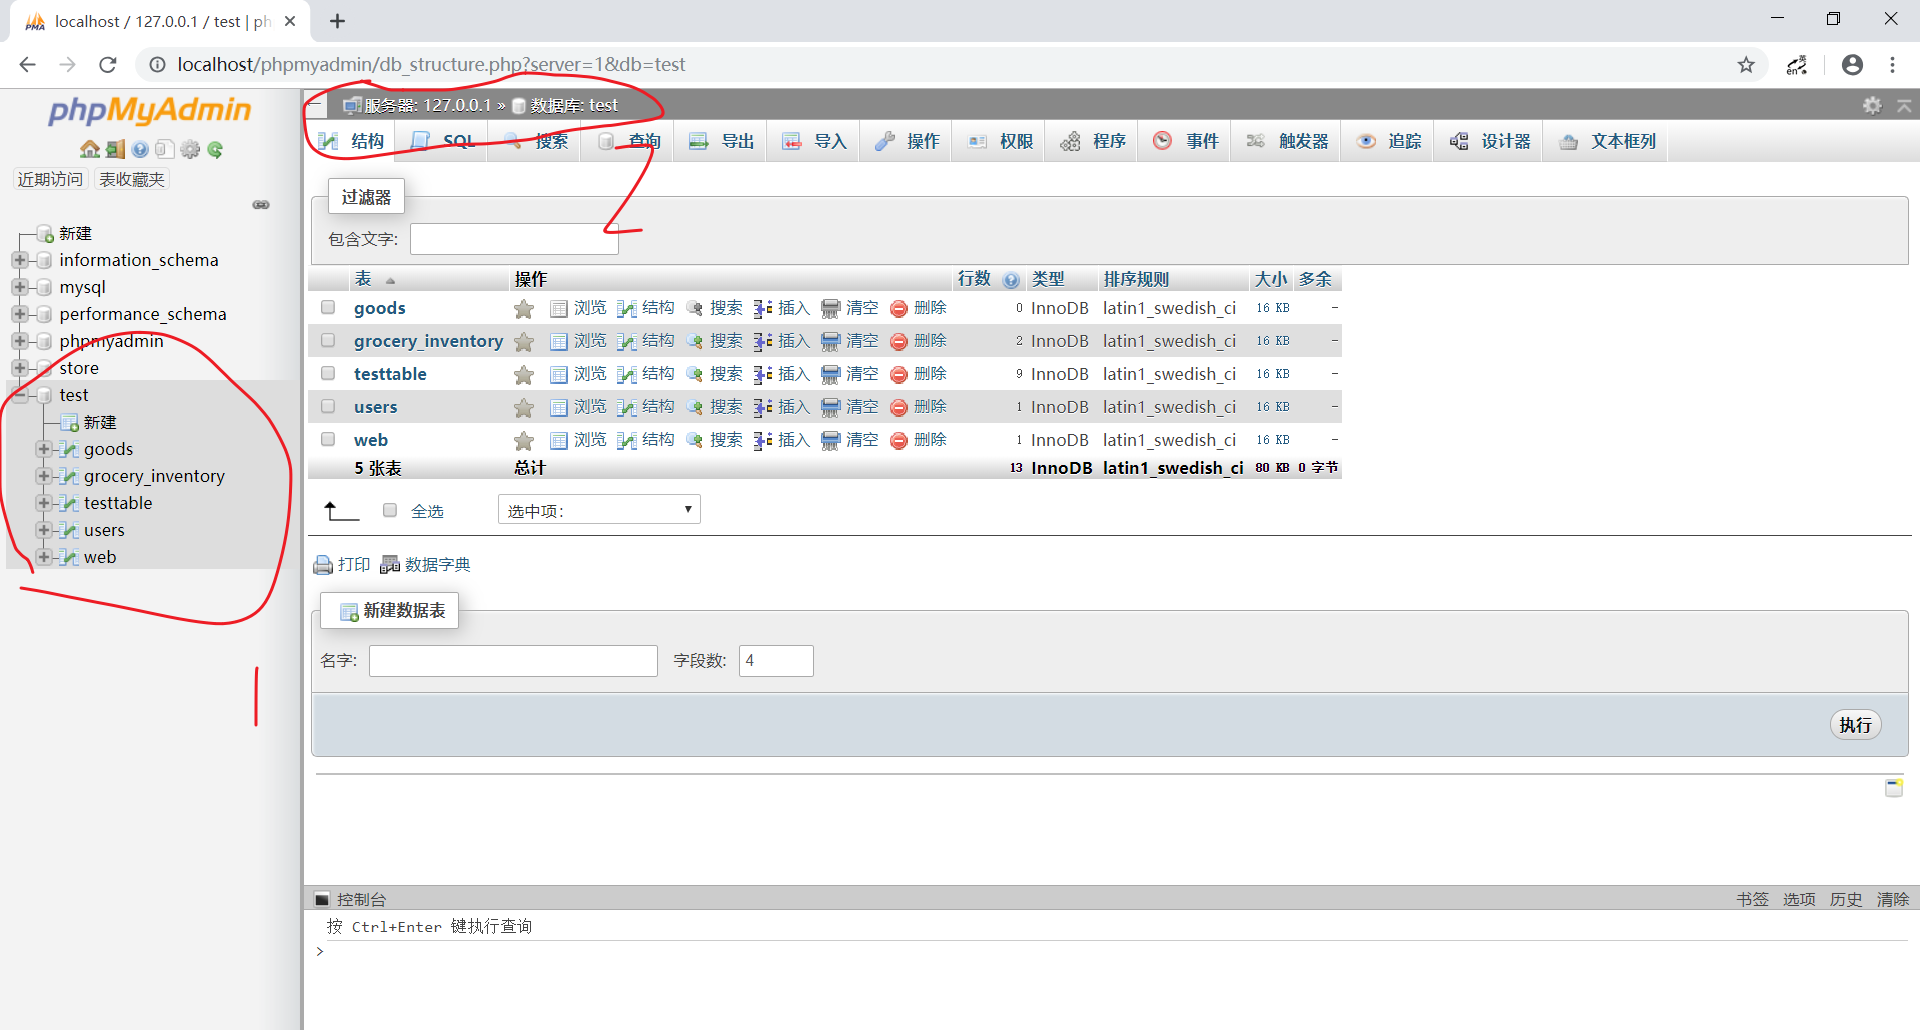 localhost / 127.0.0.1 / test | ph
localhost/phpmyadmin/db_structure.php?server=1&db=test
phpMyAdmin
近期访问 表收藏夹
新建
information_schema
mysql
performance_schema
phpmyadmin
store
test
新建
goods
grocery_inventory
testtable
users
web
1
服务器: 127.0.0.1 » 数据库: test
结构 SQL 搜索 查询 导出 导入 操作 权限 程序 事件 触发器 追踪 设计器 文本框列
2
过滤器
包含文字:
表 操作 行数 类型 排序规则 大小 多余
goods 浏览 结构 搜索 插入 清空 删除 0 InnoDB latin1_swedish_ci 16 KB -
grocery_inventory 浏览 结构 搜索 插入 清空 删除 2 InnoDB latin1_swedish_ci 16 KB -
testtable 浏览 结构 搜索 插入 清空 删除 9 InnoDB latin1_swedish_ci 16 KB -
users 浏览 结构 搜索 插入 清空 删除 1 InnoDB latin1_swedish_ci 16 KB -
web 浏览 结构 搜索 插入 清空 删除 1 InnoDB latin1_swedish_ci 16 KB -
5 张表 总计 13 InnoDB latin1_swedish_ci 80 KB 0 字节
全选 选中项:
打印 数据字典
新建数据表
名字: 字段数: 4
执行
控制台 书签 选项 历史 清除
按 Ctrl+Enter 键执行查询
>